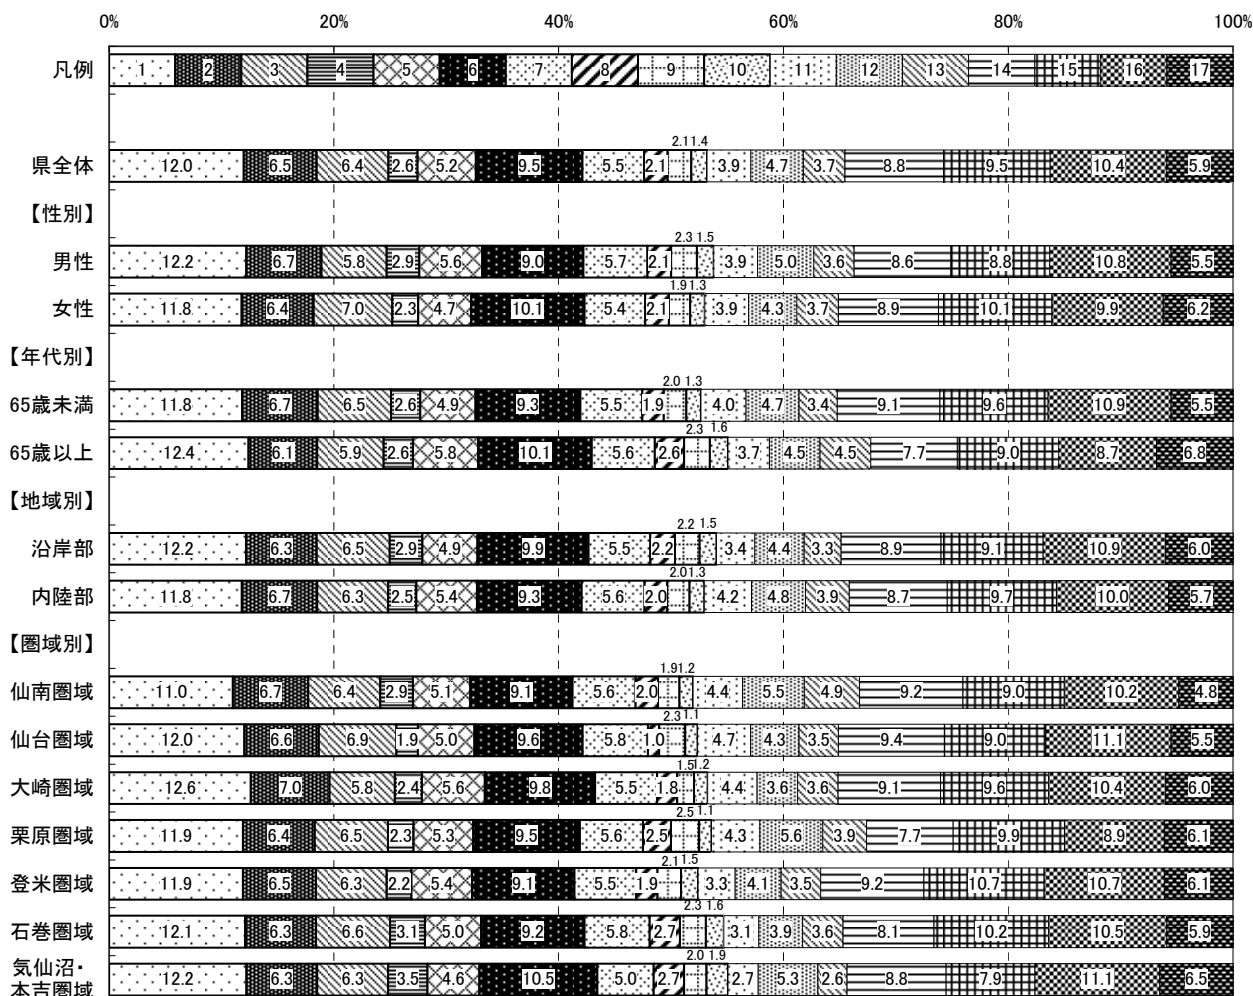 0% 20% 40% 60% 80% 100%
凡例 1 2 3 4 5 6 7 8 9 10 11 12 13 14 15 16 17
2.1 1.4
県全体 12.0 6.5 6.4 2.6 5.2 9.5 5.5 2.1 3.9 4.7 3.7 8.8 9.5 10.4 5.9
【性別】
2.3 1.5
男性 12.2 6.7 5.8 2.9 5.6 9.0 5.7 2.1 3.9 5.0 3.6 8.6 8.8 10.8 5.5
1.9 1.3
女性 11.8 6.4 7.0 2.3 4.7 10.1 5.4 2.1 3.9 4.3 3.7 8.9 10.1 9.9 6.2
【年代別】
2.0 1.3
65歳未満 11.8 6.7 6.5 2.6 4.9 9.3 5.5 1.9 4.0 4.7 3.4 9.1 9.6 10.9 5.5
2.3 1.6
65歳以上 12.4 6.1 5.9 2.6 5.8 10.1 5.6 2.6 3.7 4.5 4.5 7.7 9.0 8.7 6.8
【地域別】
2.2 1.5
沿岸部 12.2 6.3 6.5 2.9 4.9 9.9 5.5 2.2 3.4 4.4 3.3 8.9 9.1 10.9 6.0
2.0 1.3
内陸部 11.8 6.7 6.3 2.5 5.4 9.3 5.6 2.0 4.2 4.8 3.9 8.7 9.7 10.0 5.7
【圏域別】
1.9 1.2
仙南圏域 11.0 6.7 6.4 2.9 5.1 9.1 5.6 2.0 4.4 5.5 4.9 9.2 9.0 10.2 4.8
2.3 1.1
仙台圏域 12.0 6.6 6.9 1.9 5.0 9.6 5.8 1.0 4.7 4.3 3.5 9.4 9.0 11.1 5.5
1.5 1.2
大崎圏域 12.6 7.0 5.8 2.4 5.6 9.8 5.5 1.8 4.4 3.6 3.6 9.1 9.6 10.4 6.0
2.5 1.1
栗原圏域 11.9 6.4 6.5 2.3 5.3 9.5 5.6 2.5 4.3 5.6 3.9 7.7 9.9 8.9 6.1
2.1 1.5
登米圏域 11.9 6.5 6.3 2.2 5.4 9.1 5.5 1.9 3.3 4.1 3.5 9.2 10.7 10.7 6.1
2.3 1.6
石巻圏域 12.1 6.3 6.6 3.1 5.0 9.2 5.8 2.7 3.1 3.9 3.6 8.1 10.2 10.5 5.9
2.0 1.9
気仙沼・
本吉圏域 12.2 6.3 6.3 3.5 4.6 10.5 5.0 2.7 2.7 5.3 2.6 8.8 7.9 11.1 6.5